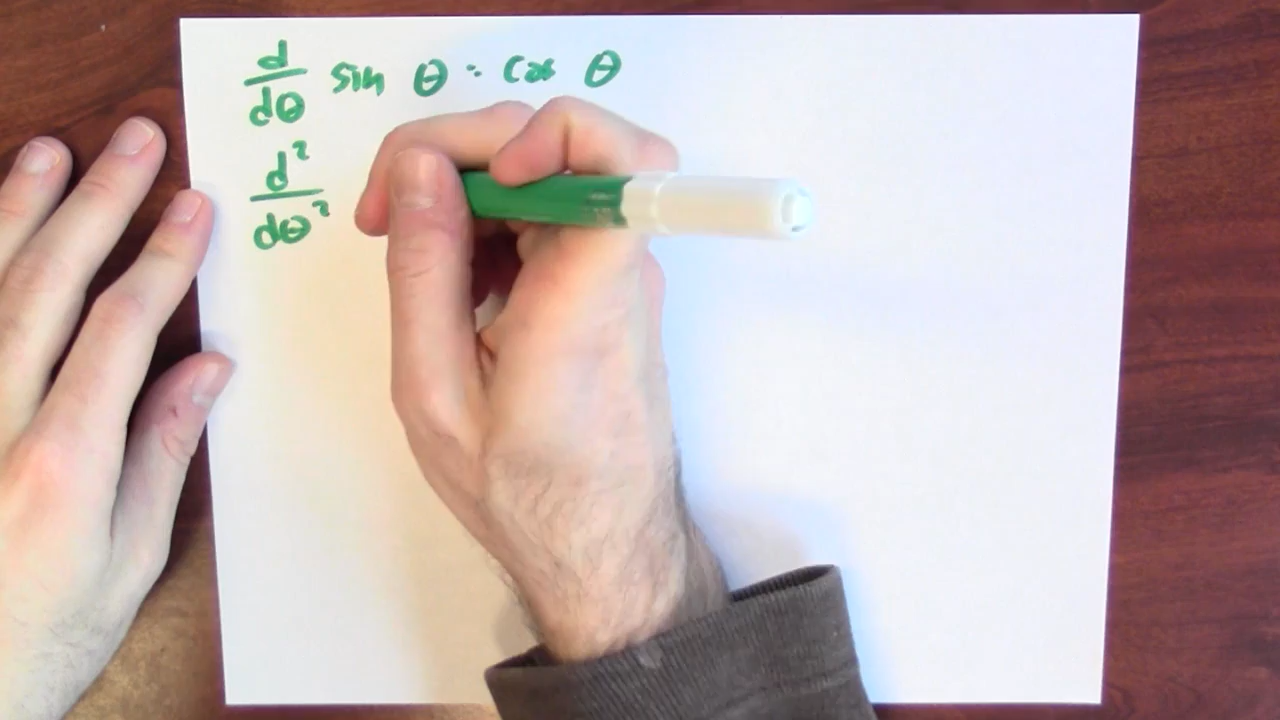 d/dθ sin θ = cos θ
d²/dθ²